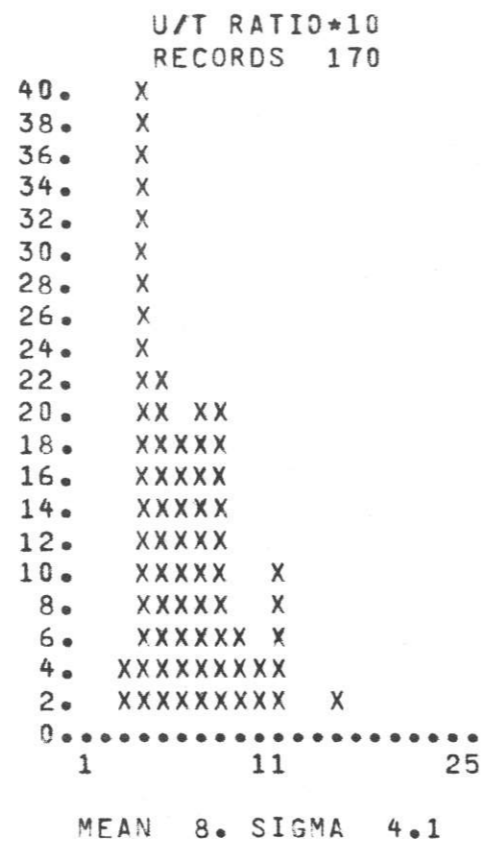 U/T RATIO*10
RECORDS 170
40. X
38. X
36. X
34. X
32. X
30. X
28. X
26. X
24. X
22. XX
20. XX XX
18. XXXXX
16. XXXXX
14. XXXXX
12. XXXXX
10. XXXXX X
8. XXXXX X
6. XXXXXX X
4. XXXXXXXXX
2. XXXXXXXXX X
0......................
1 11 25
MEAN 8. SIGMA 4.1